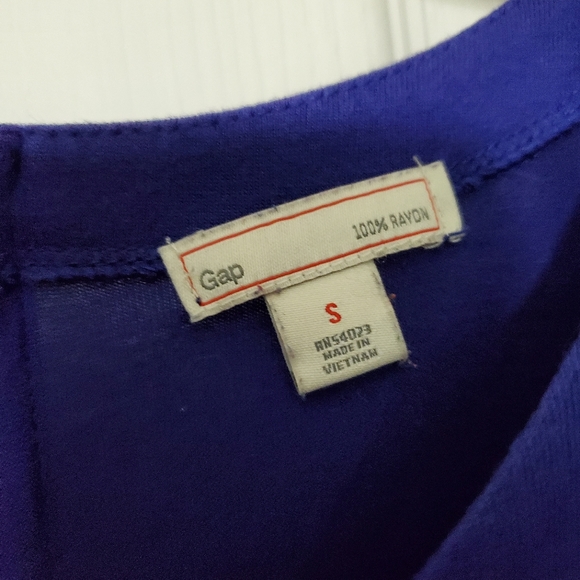 Gap 100% RAYON
S
RN54023
MADE IN
VIETNAM